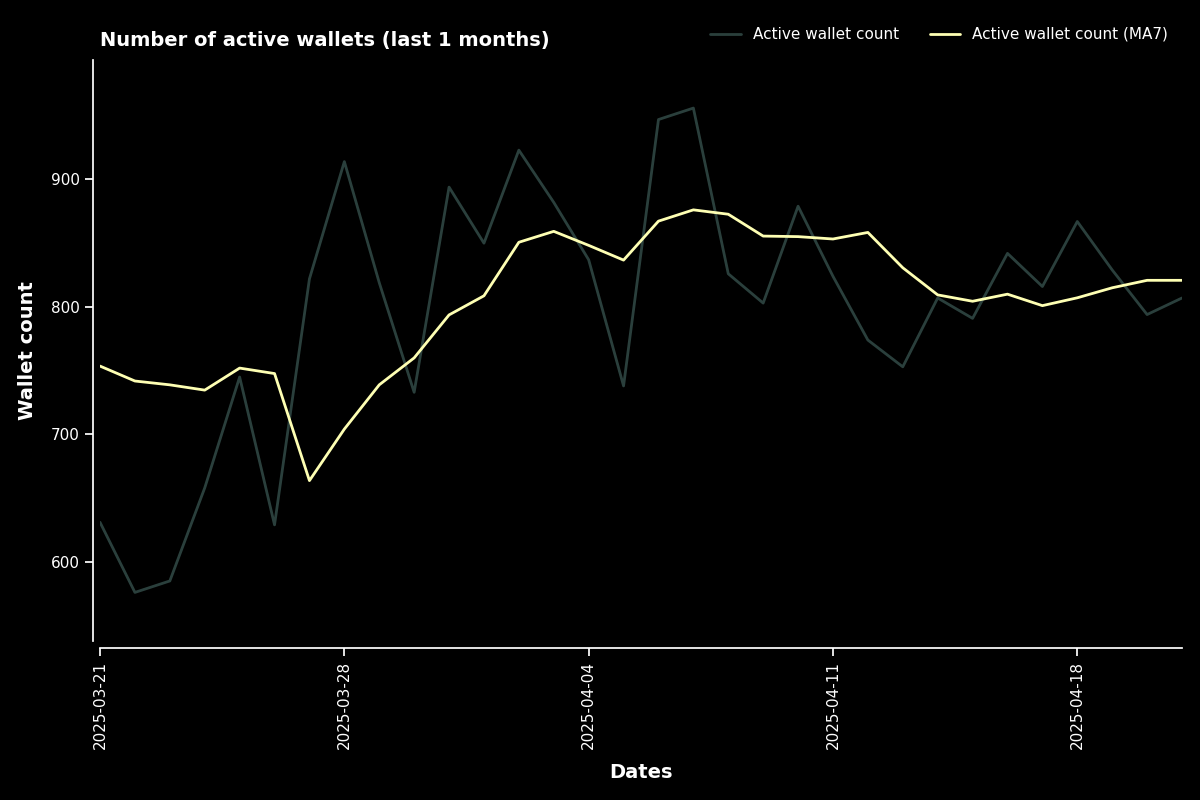 Number of active wallets (last 1 months)
Active wallet count
Active wallet count (MA7)
Wallet count
900
800
700
600
2025-03-21
2025-03-28
2025-04-04
2025-04-11
2025-04-18
Dates